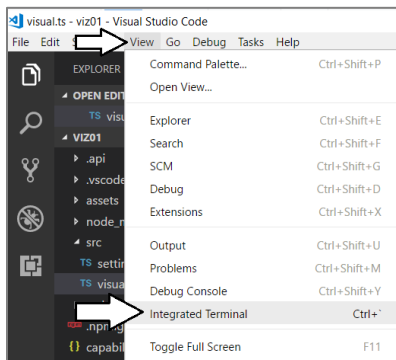 visual.ts - viz01 - Visual Studio Code
File Edit View Go Debug Tasks Help
EXPLORER
OPEN EDIT
TS visu
VIZ01
.api
.vscode
assets
node_m
src
TS settin
TS visua
.npmig
{} capabil
Command Palette... Ctrl+Shift+P
Open View...
Explorer Ctrl+Shift+E
Search Ctrl+Shift+F
SCM Ctrl+Shift+G
Debug Ctrl+Shift+D
Extensions Ctrl+Shift+X
Output Ctrl+Shift+U
Problems Ctrl+Shift+M
Debug Console Ctrl+Shift+Y
Integrated Terminal Ctrl+`
Toggle Full Screen F11